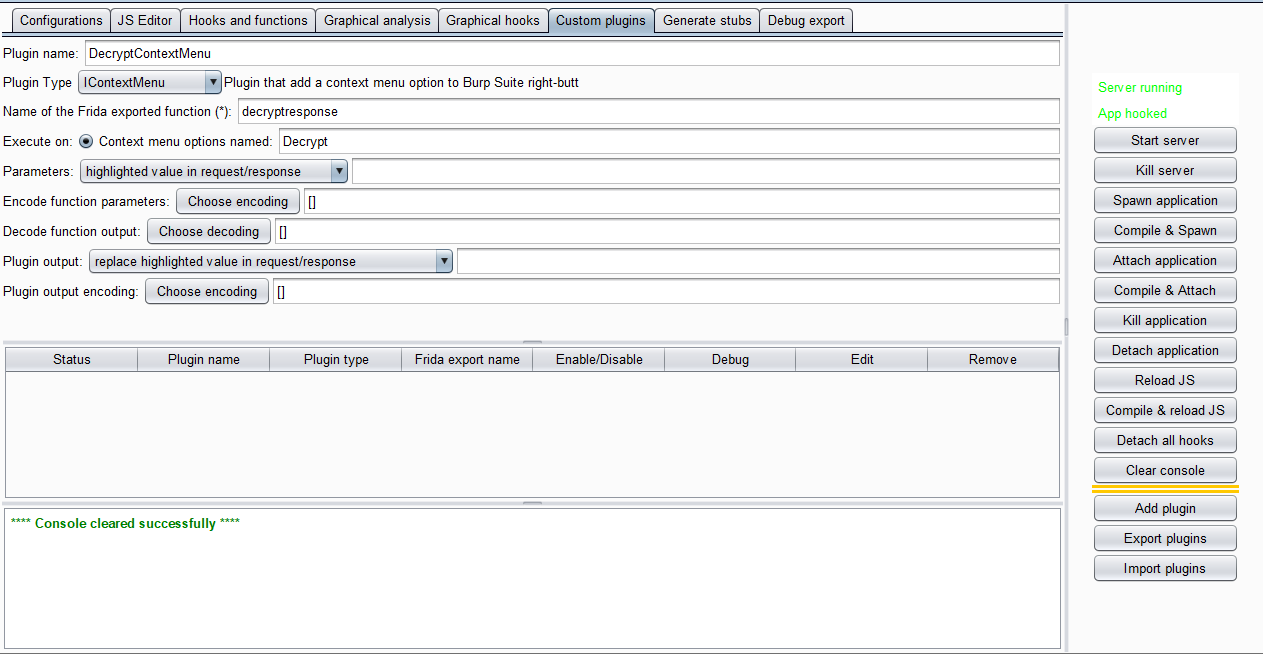 Configurations JS Editor Hooks and functions Graphical analysis Graphical hooks Custom plugins Generate stubs Debug export
Plugin name: DecryptContextMenu
Plugin Type IContextMenu Plugin that add a context menu option to Burp Suite right-butt
Name of the Frida exported function (*): decryptresponse
Execute on: Context menu options named: Decrypt
Parameters: highlighted value in request/response
Encode function parameters: Choose encoding []
Decode function output: Choose decoding []
Plugin output: replace highlighted value in request/response
Plugin output encoding: Choose encoding []
Status Plugin name Plugin type Frida export name Enable/Disable Debug Edit Remove
**** Console cleared successfully ****
Server running
App hooked
Start server
Kill server
Spawn application
Compile & Spawn
Attach application
Compile & Attach
Kill application
Detach application
Reload JS
Compile & reload JS
Detach all hooks
Clear console
Add plugin
Export plugins
Import plugins